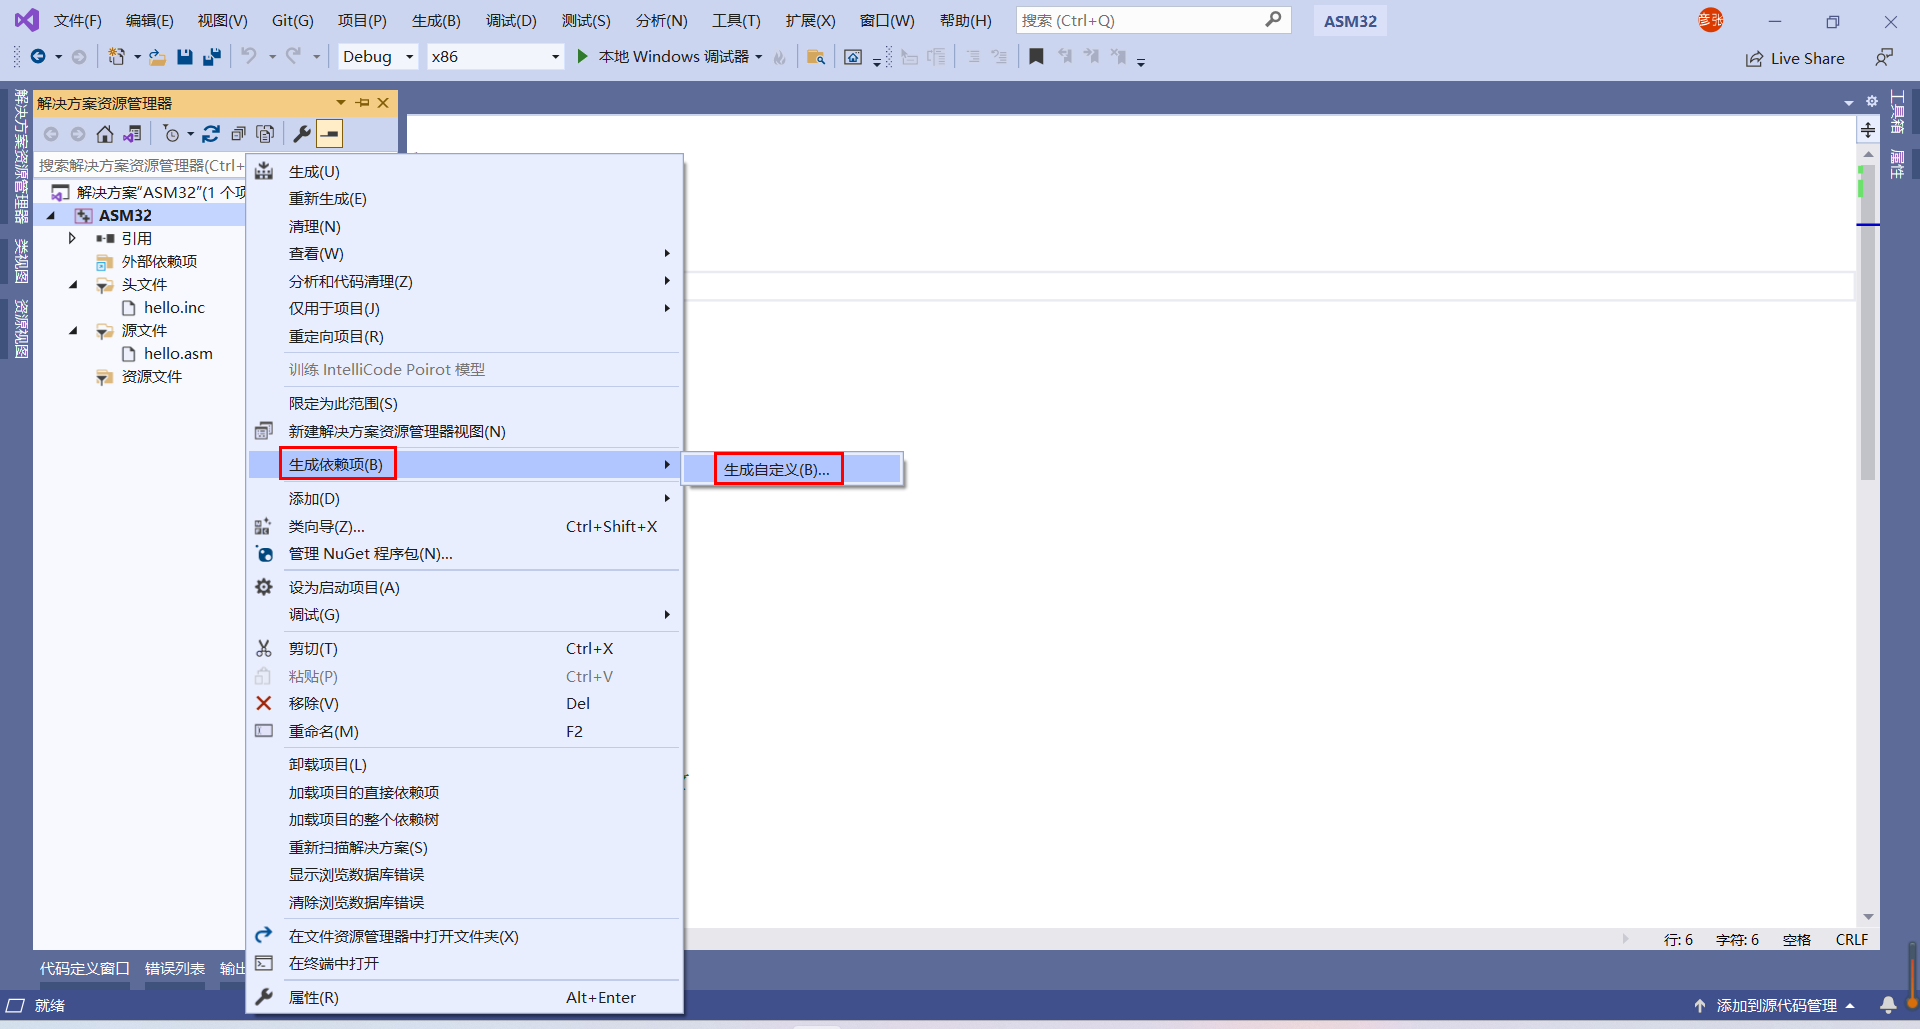 文件(F) 编辑(E) 视图(V) Git(G) 项目(P) 生成(B) 调试(D) 测试(S) 分析(N) 工具(T) 扩展(X) 窗口(W) 帮助(H) 搜索 (Ctrl+Q) ASM32 彦张
Debug x86 本地 Windows 调试器 Live Share
解决方案资源管理器
类视图
资源视图
解决方案资源管理器
搜索解决方案资源管理器(Ctrl+
解决方案"ASM32"(1 个项
ASM32
引用
外部依赖项
头文件
hello.inc
源文件
hello.asm
资源文件
生成(U)
重新生成(E)
清理(N)
查看(W)
分析和代码清理(Z)
仅用于项目(J)
重定向项目(R)
训练 IntelliCode Poirot 模型
限定为此范围(S)
新建解决方案资源管理器视图(N)
生成依赖项(B)
生成自定义(B)...
添加(D)
类向导(Z)... Ctrl+Shift+X
管理 NuGet 程序包(N)...
设为启动项目(A)
调试(G)
剪切(T) Ctrl+X
粘贴(P) Ctrl+V
移除(V) Del
重命名(M) F2
卸载项目(L)
加载项目的直接依赖项
加载项目的整个依赖树
重新扫描解决方案(S)
显示浏览数据库错误
清除浏览数据库错误
在文件资源管理器中打开文件夹(X)
在终端中打开
属性(R) Alt+Enter
工具箱
属性
行: 6 字符: 6 空格 CRLF
代码定义窗口 错误列表 输出
就绪 添加到源代码管理